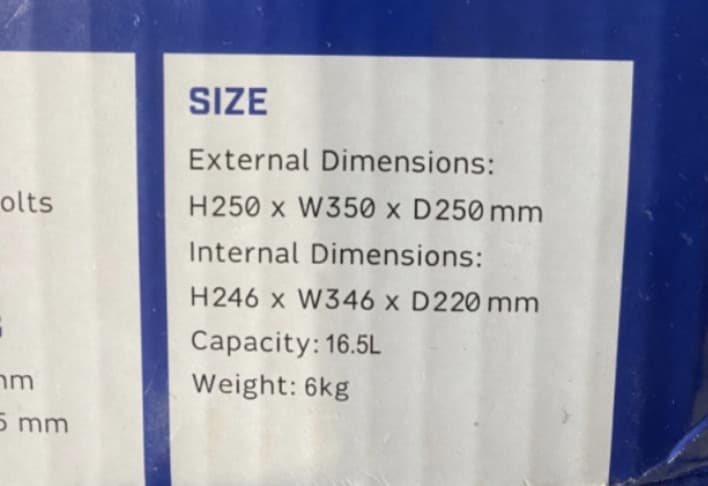 SIZE
External Dimensions:
H250 x W350 x D250 mm
Internal Dimensions:
H246 x W346 x D220 mm
Capacity: 16.5L
Weight: 6kg
olts
mm
5 mm